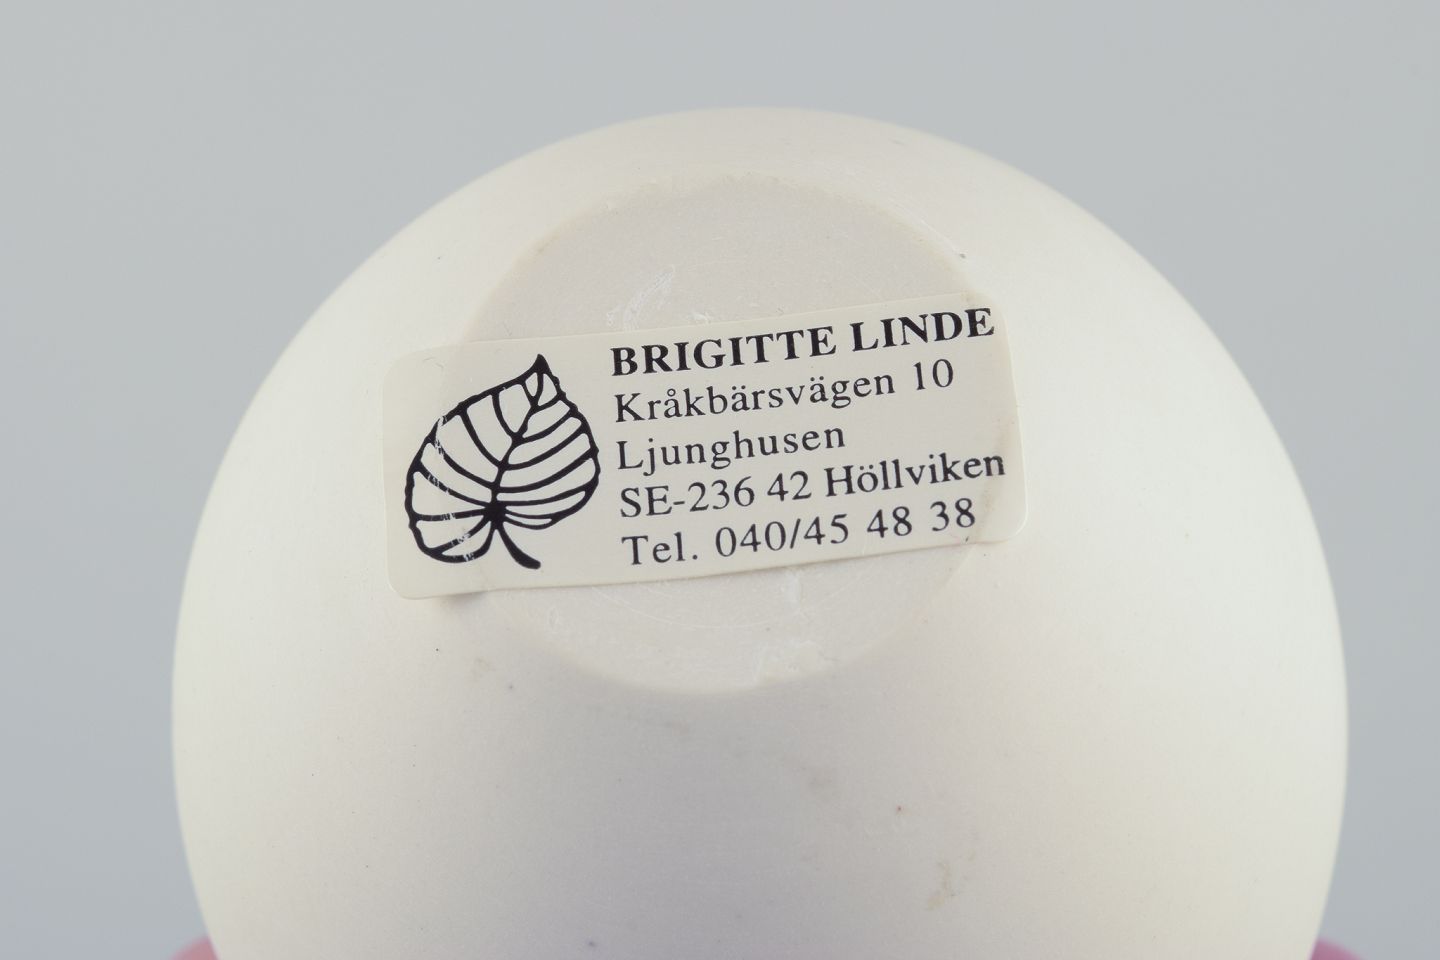 BRIGITTE LINDE
Kråkbärsvägen 10
Ljunghusen
SE-236 42 Höllviken
Tel. 040/45 48 38